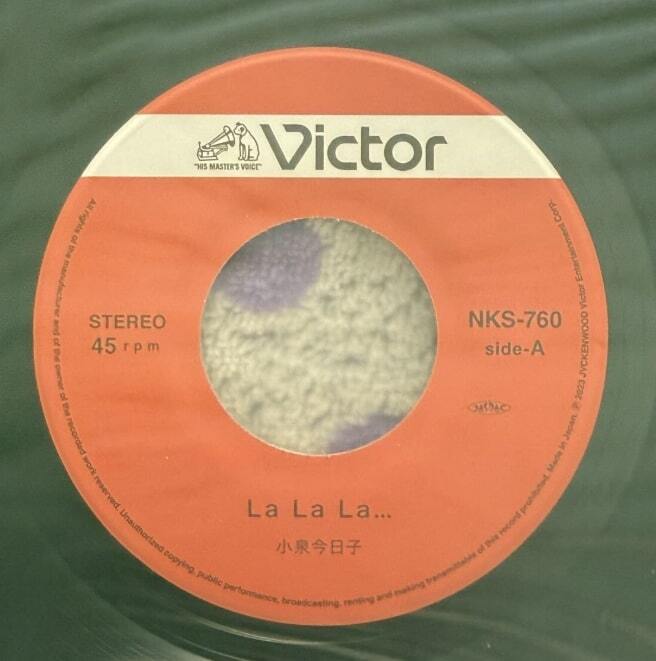 "HIS MASTER'S VOICE"
Victor
STEREO
45 rpm
NKS-760
side-A
JASRAC
La La La...
小泉今日子
All rights of the manufacturer and of the owner of the recorded work reserved. Unauthorized copying, public performance, broadcasting, renting and making transmittable of this record prohibited. Made in Japan. Ⓟ 2023 JVCKENWOOD Victor Entertainment Corp.